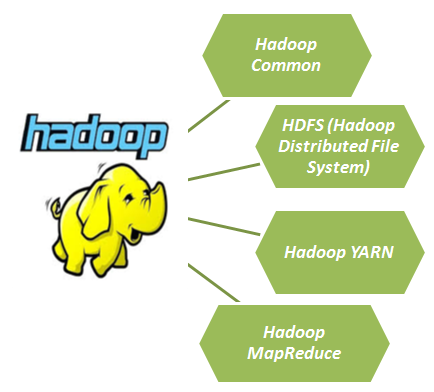 hadoop
Hadoop
Common
HDFS (Hadoop
Distributed File
System)
Hadoop YARN
Hadoop
MapReduce